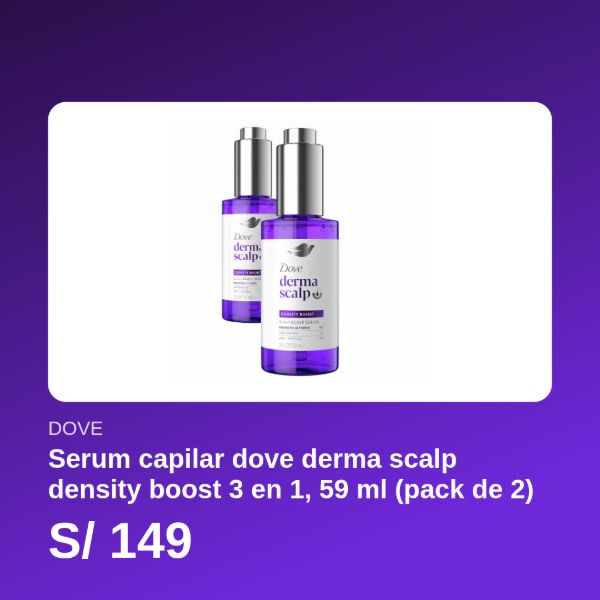 Dove
derma
scalp
DENSITY BOOST
Dove
derma
scalp
DENSITY BOOST
DOVE
Serum capilar dove derma scalp
density boost 3 en 1, 59 ml (pack de 2)
S/ 149